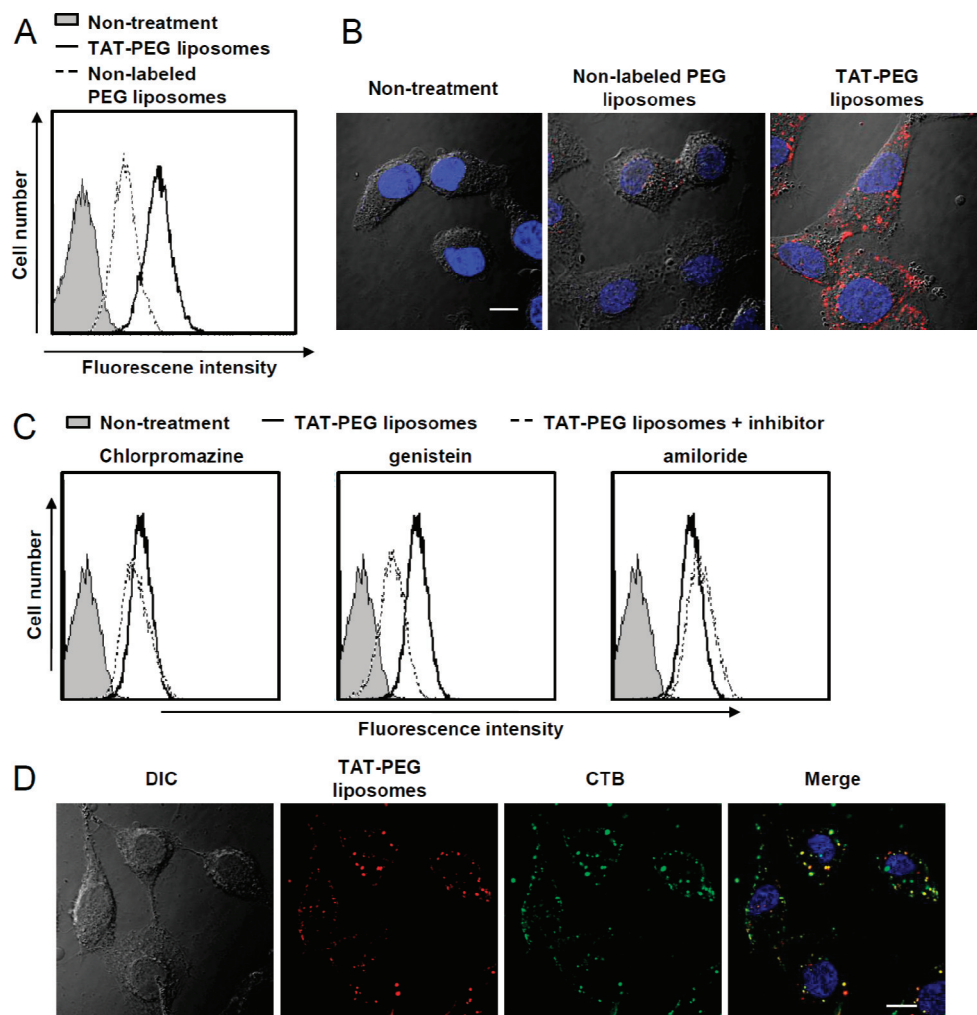 A
Non-treatment
TAT-PEG liposomes
Non-labeled
PEG liposomes
Cell number
Fluorescene intensity
B
Non-treatment
Non-labeled PEG
liposomes
TAT-PEG
liposomes
C
Non-treatment
TAT-PEG liposomes
TAT-PEG liposomes + inhibitor
Chlorpromazine
genistein
amiloride
Cell number
Fluorescence intensity
D
DIC
TAT-PEG
liposomes
CTB
Merge